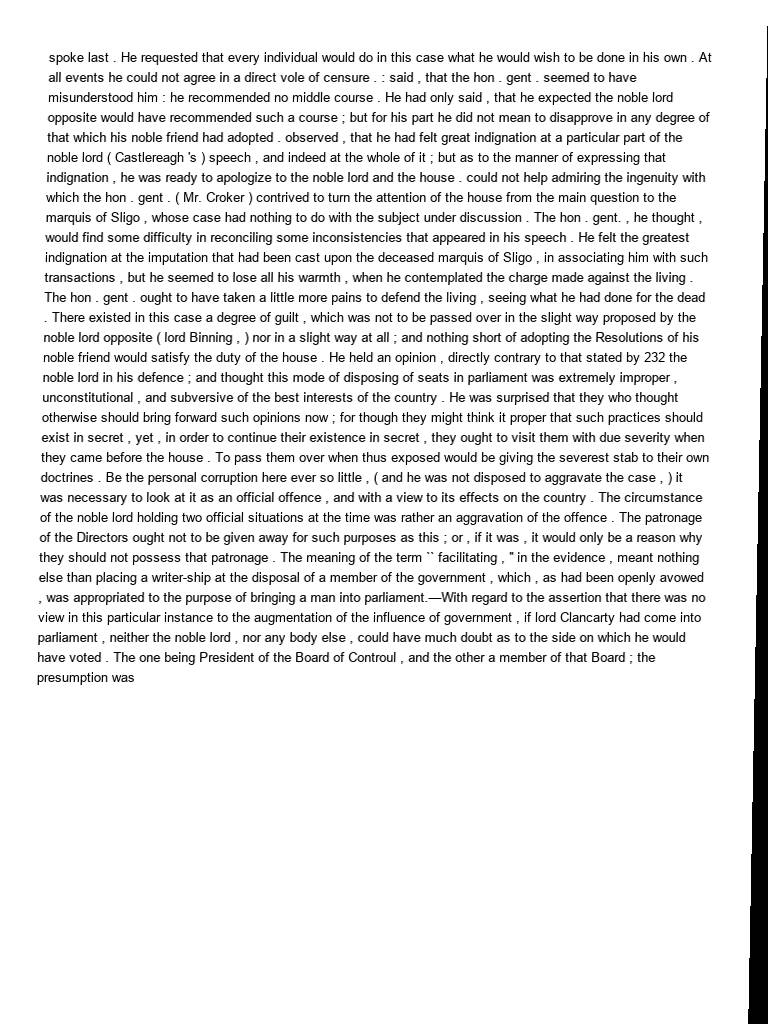 spoke last . He requested that every individual would do in this case what he would wish to be done in his own . At
all events he could not agree in a direct vole of censure . : said , that the hon . gent . seemed to have
misunderstood him : he recommended no middle course . He had only said , that he expected the noble lord
opposite would have recommended such a course ; but for his part he did not mean to disapprove in any degree of
that which his noble friend had adopted . observed , that he had felt great indignation at a particular part of the
noble lord ( Castlereagh 's ) speech , and indeed at the whole of it ; but as to the manner of expressing that
indignation , he was ready to apologize to the noble lord and the house . could not help admiring the ingenuity with
which the hon . gent . ( Mr. Croker ) contrived to turn the attention of the house from the main question to the
marquis of Sligo , whose case had nothing to do with the subject under discussion . The hon . gent. , he thought ,
would find some difficulty in reconciling some inconsistencies that appeared in his speech . He felt the greatest
indignation at the imputation that had been cast upon the deceased marquis of Sligo , in associating him with such
transactions , but he seemed to lose all his warmth , when he contemplated the charge made against the living .
The hon . gent . ought to have taken a little more pains to defend the living , seeing what he had done for the dead
. There existed in this case a degree of guilt , which was not to be passed over in the slight way proposed by the
noble lord opposite ( lord Binning , ) nor in a slight way at all ; and nothing short of adopting the Resolutions of his
noble friend would satisfy the duty of the house . He held an opinion , directly contrary to that stated by 232 the
noble lord in his defence ; and thought this mode of disposing of seats in parliament was extremely improper ,
unconstitutional , and subversive of the best interests of the country . He was surprised that they who thought
otherwise should bring forward such opinions now ; for though they might think it proper that such practices should
exist in secret , yet , in order to continue their existence in secret , they ought to visit them with due severity when
they came before the house . To pass them over when thus exposed would be giving the severest stab to their own
doctrines . Be the personal corruption here ever so little , ( and he was not disposed to aggravate the case , ) it
was necessary to look at it as an official offence , and with a view to its effects on the country . The circumstance
of the noble lord holding two official situations at the time was rather an aggravation of the offence . The patronage
of the Directors ought not to be given away for such purposes as this ; or , if it was , it would only be a reason why
they should not possess that patronage . The meaning of the term `` facilitating , " in the evidence , meant nothing
else than placing a writer-ship at the disposal of a member of the government , which , as had been openly avowed
, was appropriated to the purpose of bringing a man into parliament.—With regard to the assertion that there was no
view in this particular instance to the augmentation of the influence of government , if lord Clancarty had come into
parliament , neither the noble lord , nor any body else , could have much doubt as to the side on which he would
have voted . The one being President of the Board of Controul , and the other a member of that Board ; the
presumption was